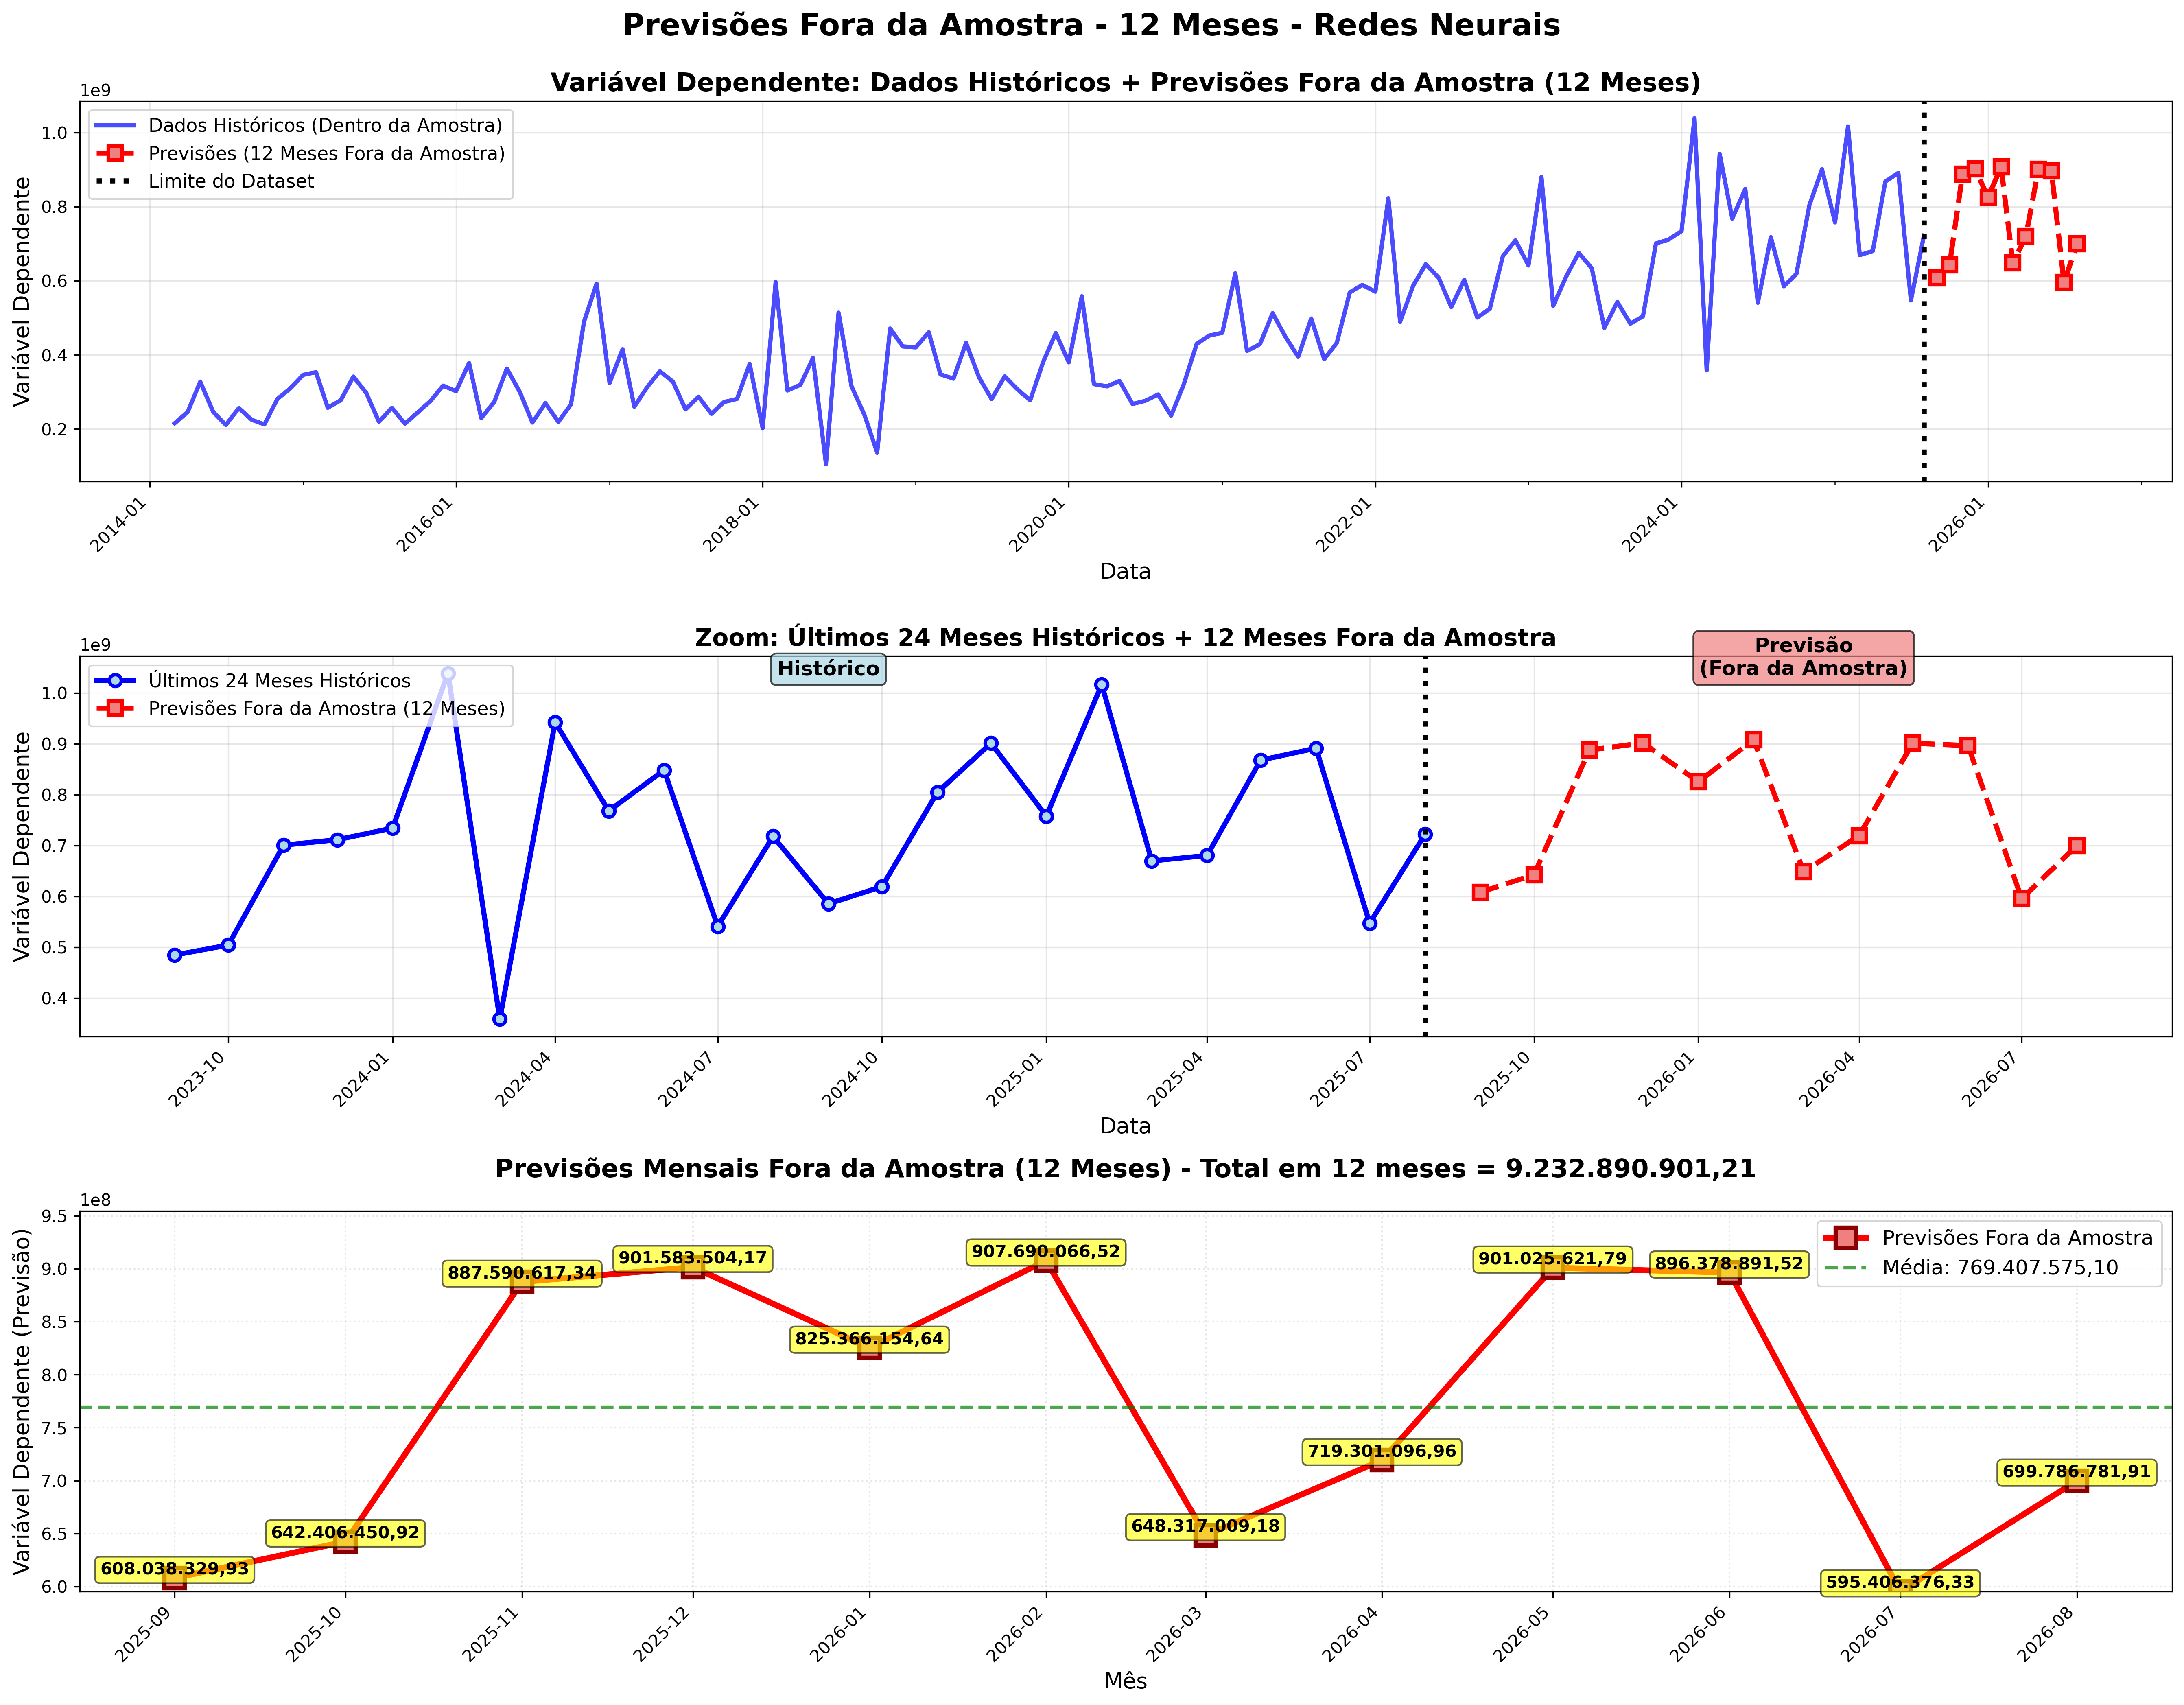 Previsões Fora da Amostra - 12 Meses - Redes Neurais
Variável Dependente: Dados Históricos + Previsões Fora da Amostra (12 Meses)
1e9
Dados Históricos (Dentro da Amostra)
Previsões (12 Meses Fora da Amostra)
Limite do Dataset
Variável Dependente
1.0
0.8
0.6
0.4
0.2
2014-01
2016-01
2018-01
2020-01
2022-01
2024-01
2026-01
Data
Zoom: Últimos 24 Meses Históricos + 12 Meses Fora da Amostra
1e9
Últimos 24 Meses Históricos
Previsões Fora da Amostra (12 Meses)
Histórico
Previsão
(Fora da Amostra)
Variável Dependente
1.0
0.9
0.8
0.7
0.6
0.5
0.4
2023-10
2024-01
2024-04
2024-07
2024-10
2025-01
2025-04
2025-07
2025-10
2026-01
2026-04
2026-07
Data
Previsões Mensais Fora da Amostra (12 Meses) - Total em 12 meses = 9.232.890.901,21
1e8
Previsões Fora da Amostra
Média: 769.407.575,10
Variável Dependente (Previsão)
9.5
9.0
8.5
8.0
7.5
7.0
6.5
6.0
608.038.329,93
642.406.450,92
887.590.617,34
901.583.504,17
825.366.154,64
907.690.066,52
648.317.009,18
719.301.096,96
901.025.621,79
896.378.891,52
595.406.376,33
699.786.781,91
2025-09
2025-10
2025-11
2025-12
2026-01
2026-02
2026-03
2026-04
2026-05
2026-06
2026-07
2026-08
Mês